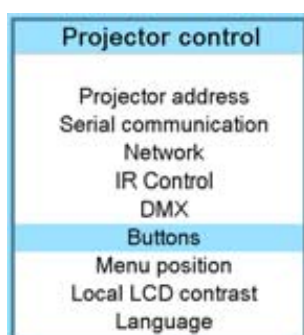 Projector control
Projector address
Serial communication
Network
IR Control
DMX
Buttons
Menu position
Local LCD contrast
Language